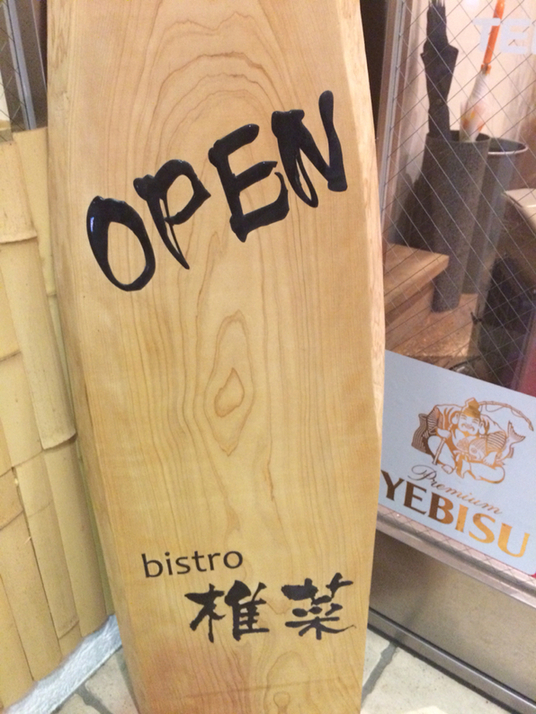 OPEN
bistro
椎菜
Premium
YEBISU